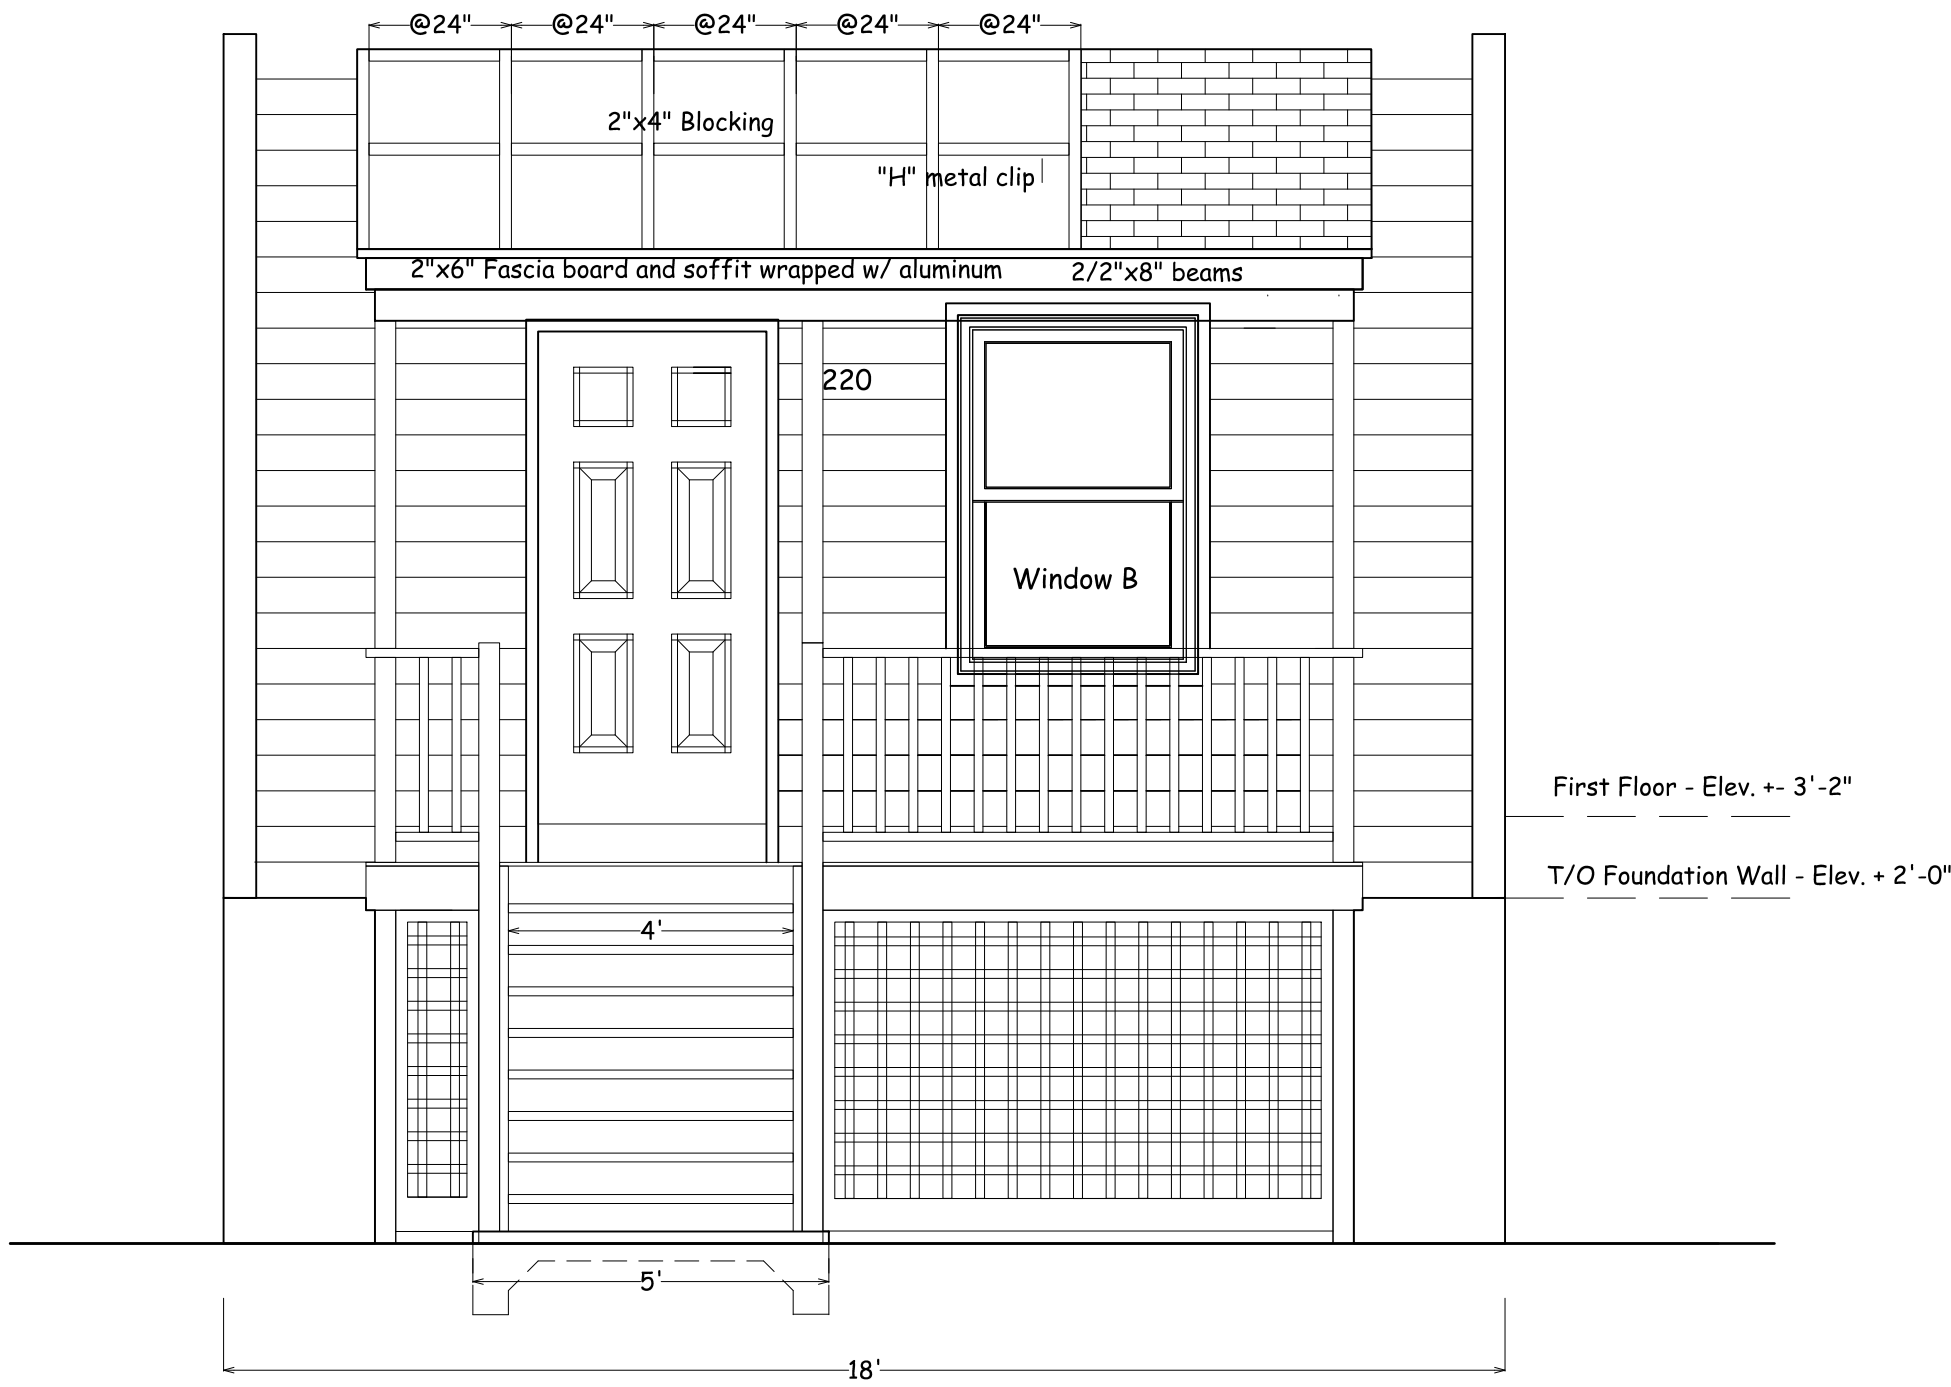 @24" @24" @24" @24" @24"
2"x4" Blocking
"H" metal clip
2"x6" Fascia board and soffit wrapped w/ aluminum
2/2"x8" beams
220
Window B
First Floor - Elev. +- 3'-2"
T/O Foundation Wall - Elev. + 2'-0"
4'
5'
18'